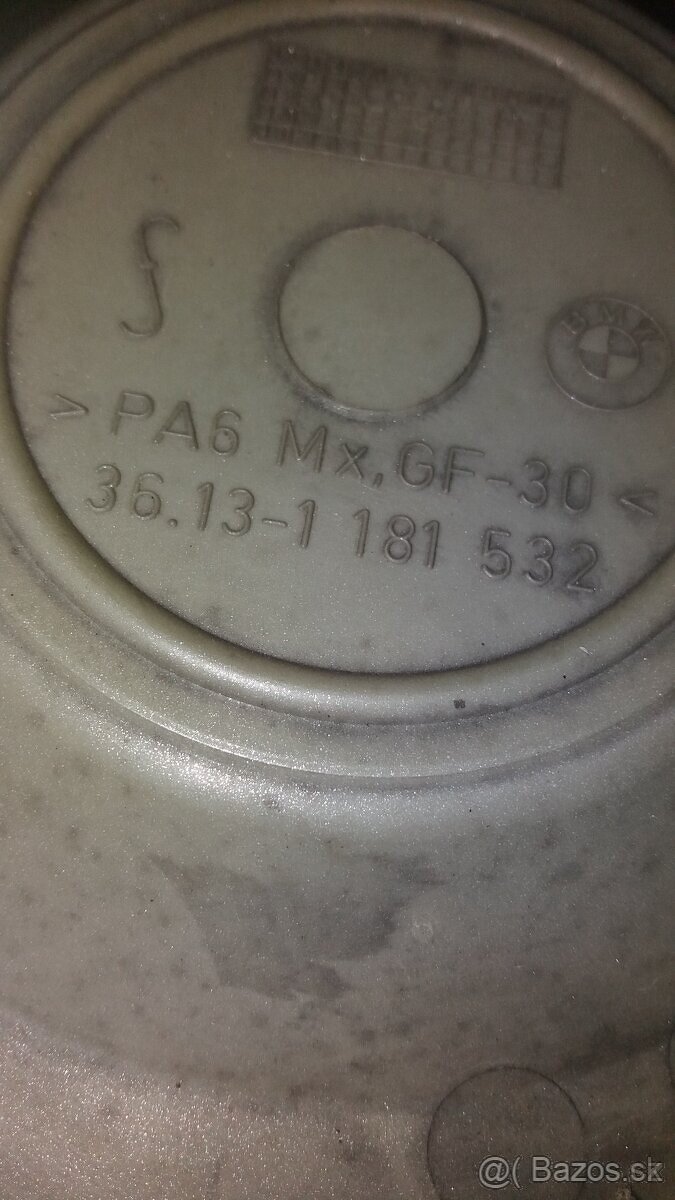 BMW
> PA6 Mx,GF-30 <
36.13-1 181 532
@( Bazos.sk